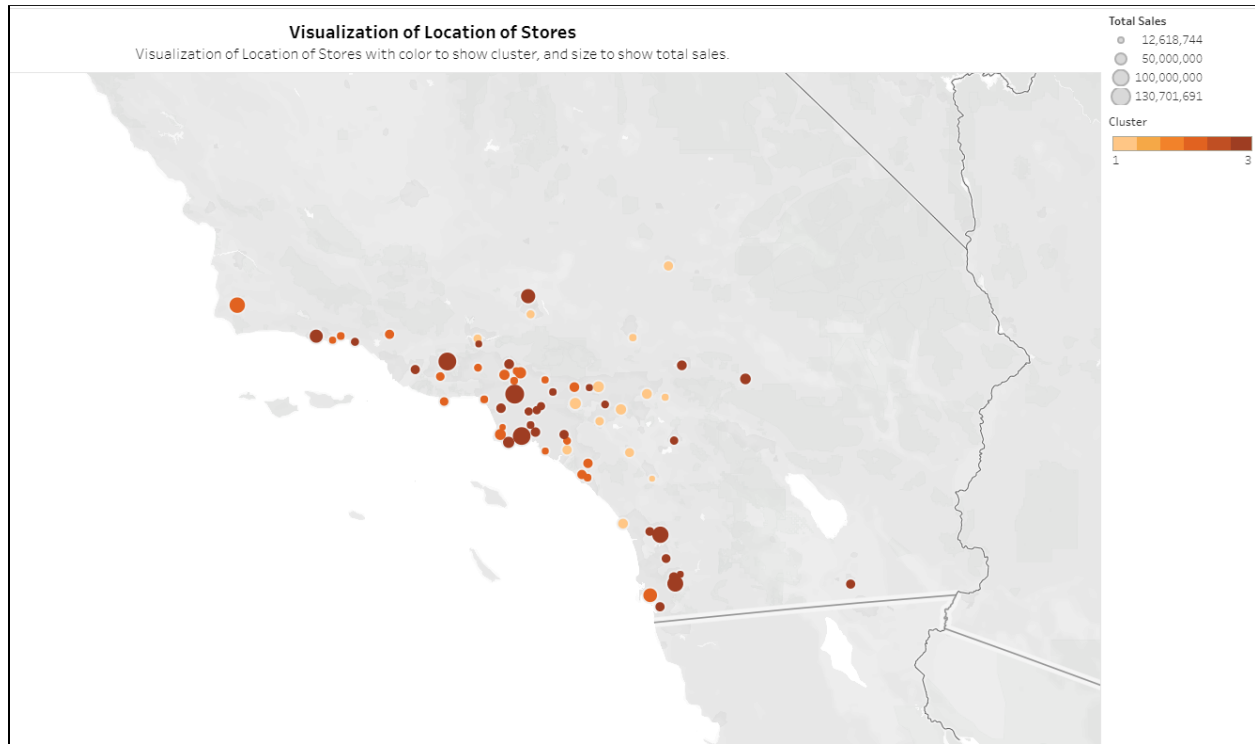 Visualization of Location of Stores
Visualization of Location of Stores with color to show cluster, and size to show total sales.
Total Sales
12,618,744
50,000,000
100,000,000
130,701,691
Cluster
1 3